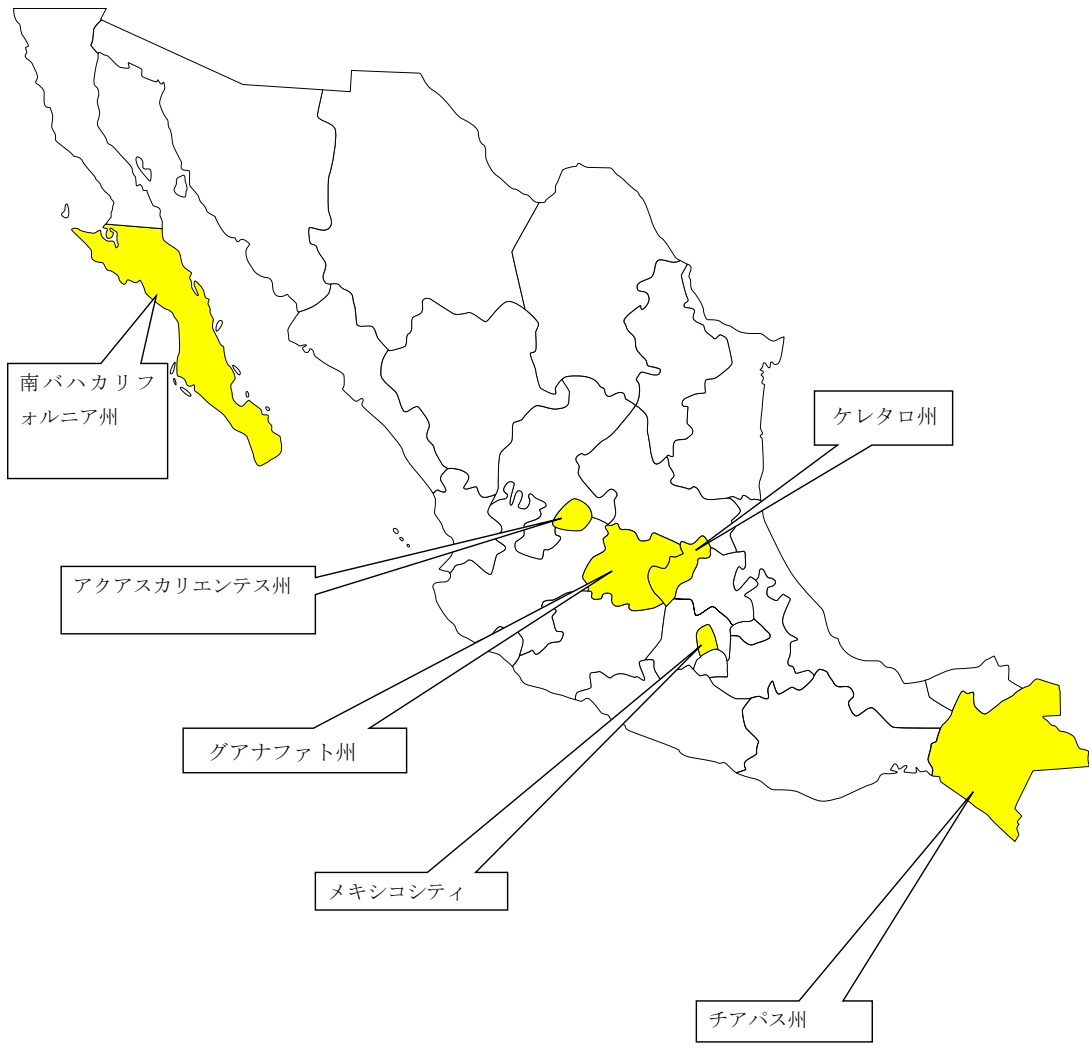 南バハカリフ
ォルニア州
ケレタロ州
アクアスカリエンテス州
グアナファト州
メキシコシティ
チアパス州